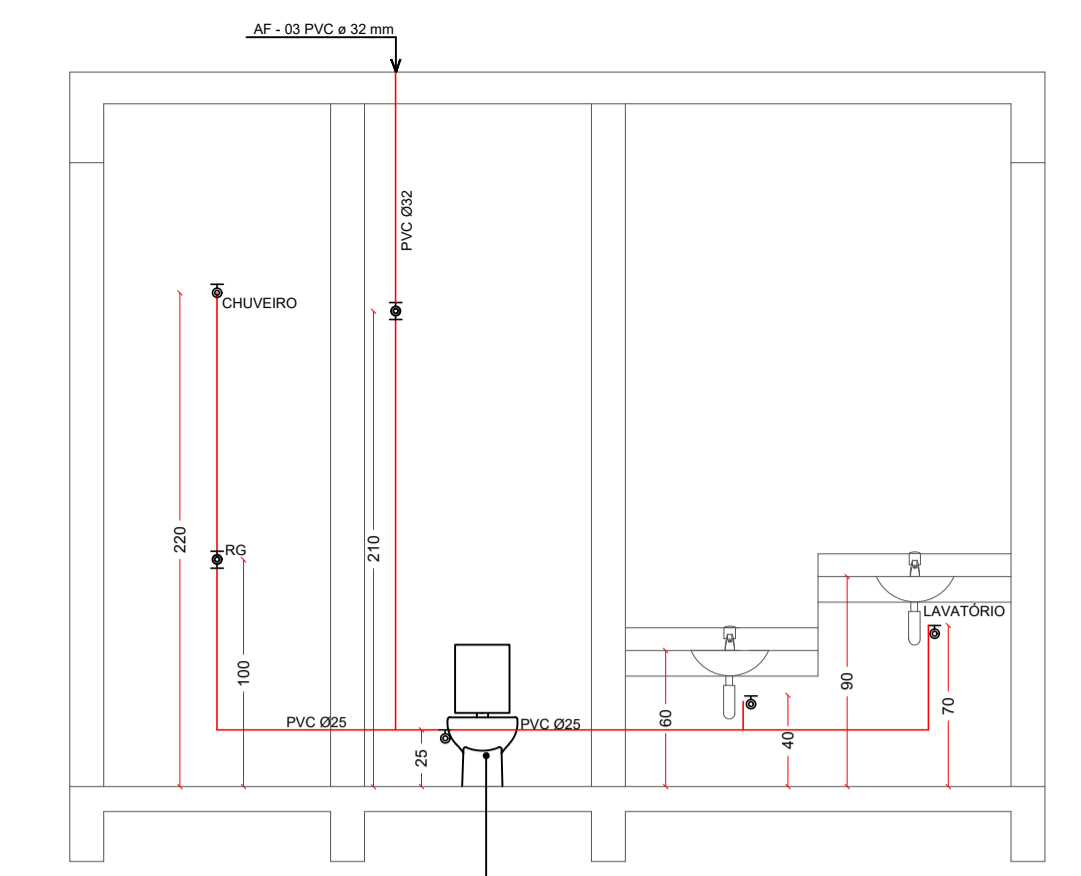 AF - 03 PVC ø 32 mm
PVC Ø32
CHUVEIRO
220
210
RG
LAVATÓRIO
100
90
70
60
40
PVC Ø25
PVC Ø25
25